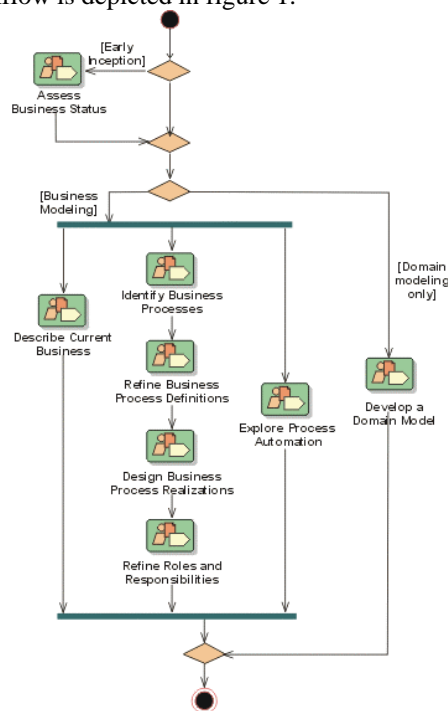 flow is depicted in figure 1.
[Early
Inception]
Assess
Business Status
[Business
Modeling]
[Domain
modeling
only]
Identify Business
Processes
Describe Current
Business
Refine Business
Process Definitions
Explore Process
Automation
Develop a
Domain Model
Design Business
Process Realizations
Refine Roles and
Responsibilities